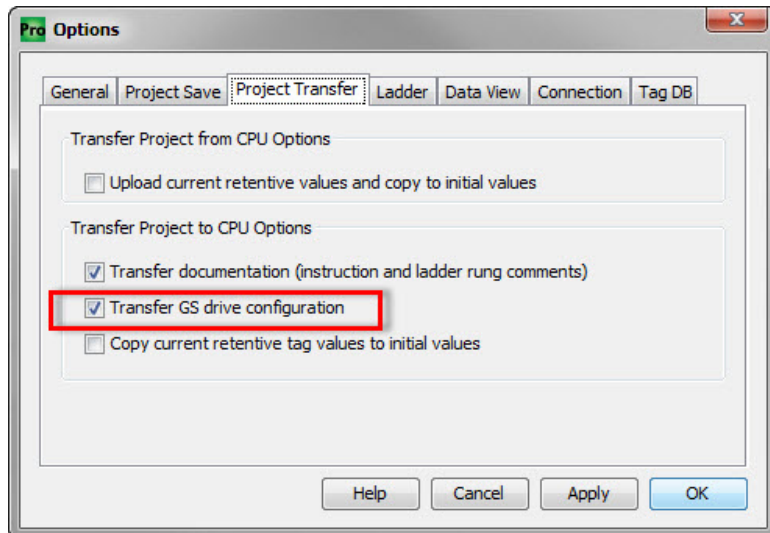 Pro Options
General Project Save Project Transfer Ladder Data View Connection Tag DB
Transfer Project from CPU Options
Upload current retentive values and copy to initial values
Transfer Project to CPU Options
Transfer documentation (instruction and ladder rung comments)
Transfer GS drive configuration
Copy current retentive tag values to initial values
Help Cancel Apply OK